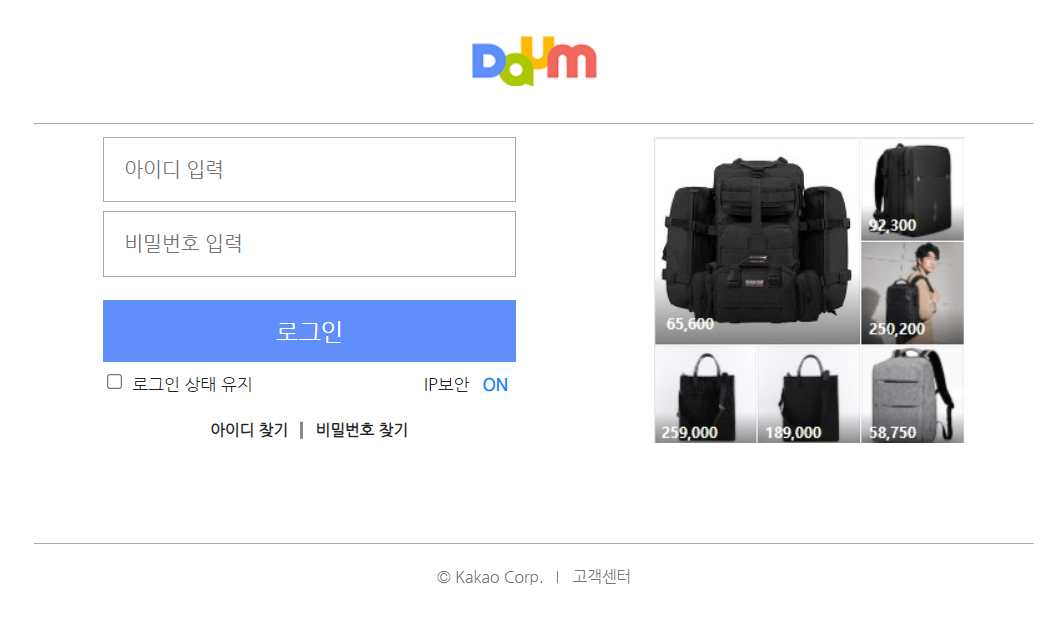 Daum
아이디 입력
비밀번호 입력
로그인
로그인 상태 유지 IP보안 ON
아이디 찾기 | 비밀번호 찾기
92,300
65,600
250,200
259,000 189,000 58,750
© Kakao Corp. | 고객센터